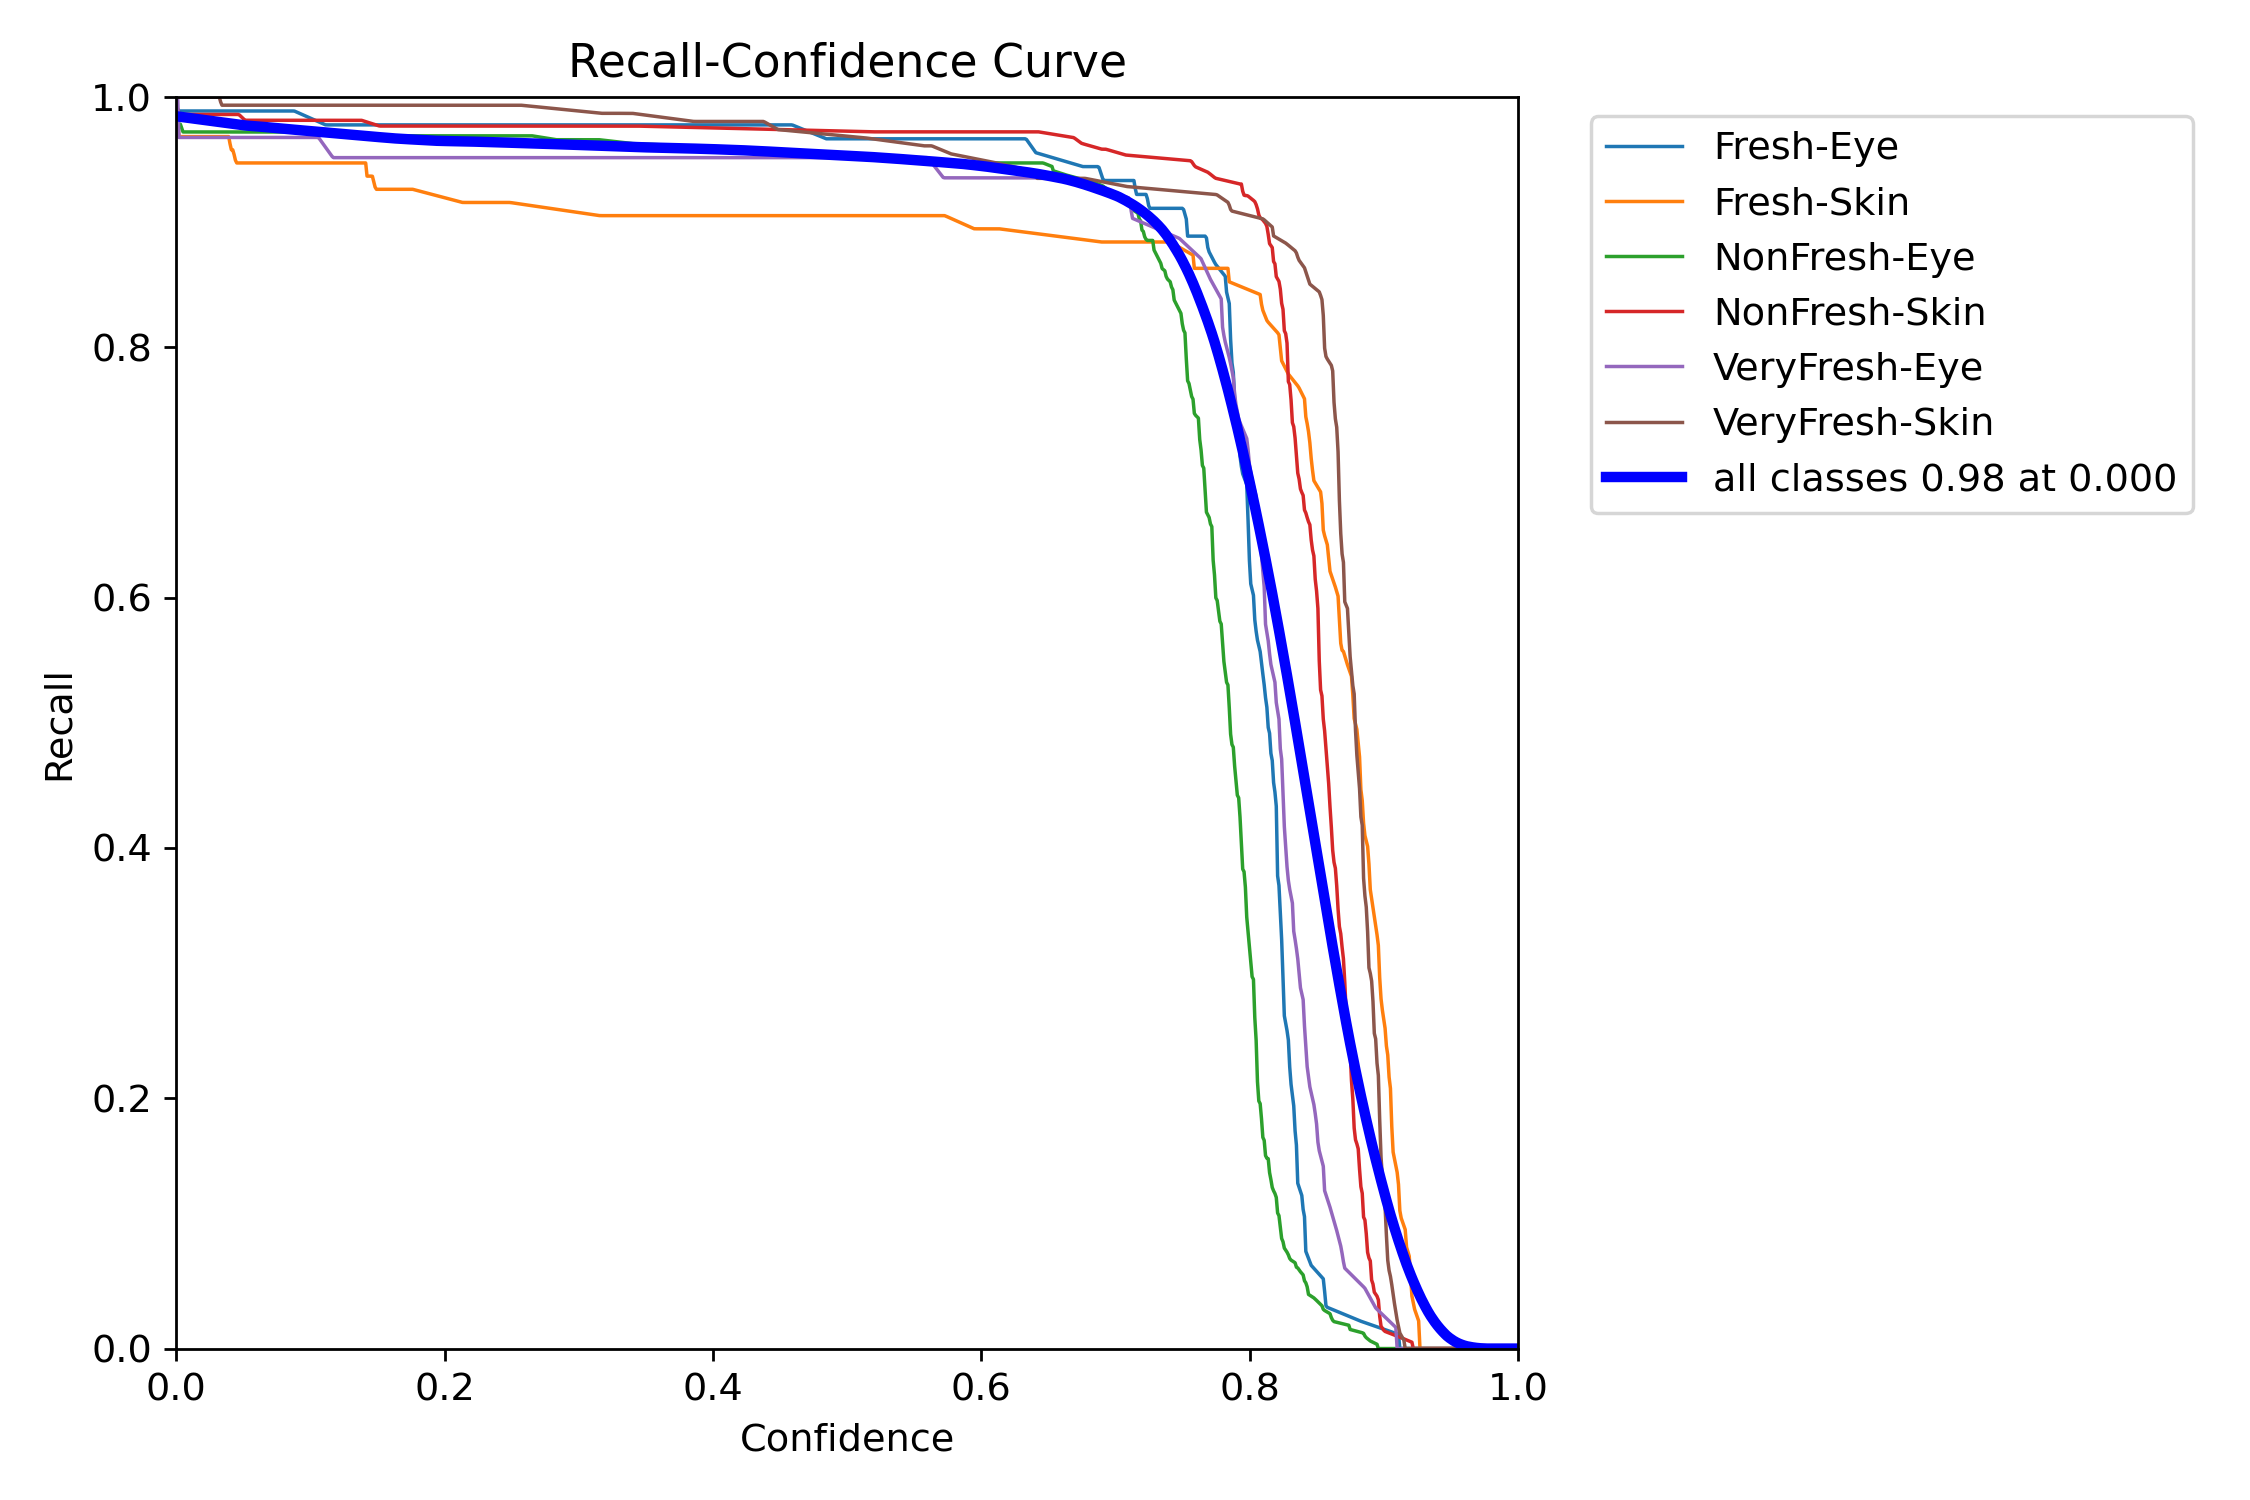 Recall-Confidence Curve
1.0
0.8
0.6
0.4
0.2
0.0
Recall
0.0 0.2 0.4 0.6 0.8 1.0
Confidence
Fresh-Eye
Fresh-Skin
NonFresh-Eye
NonFresh-Skin
VeryFresh-Eye
VeryFresh-Skin
all classes 0.98 at 0.000